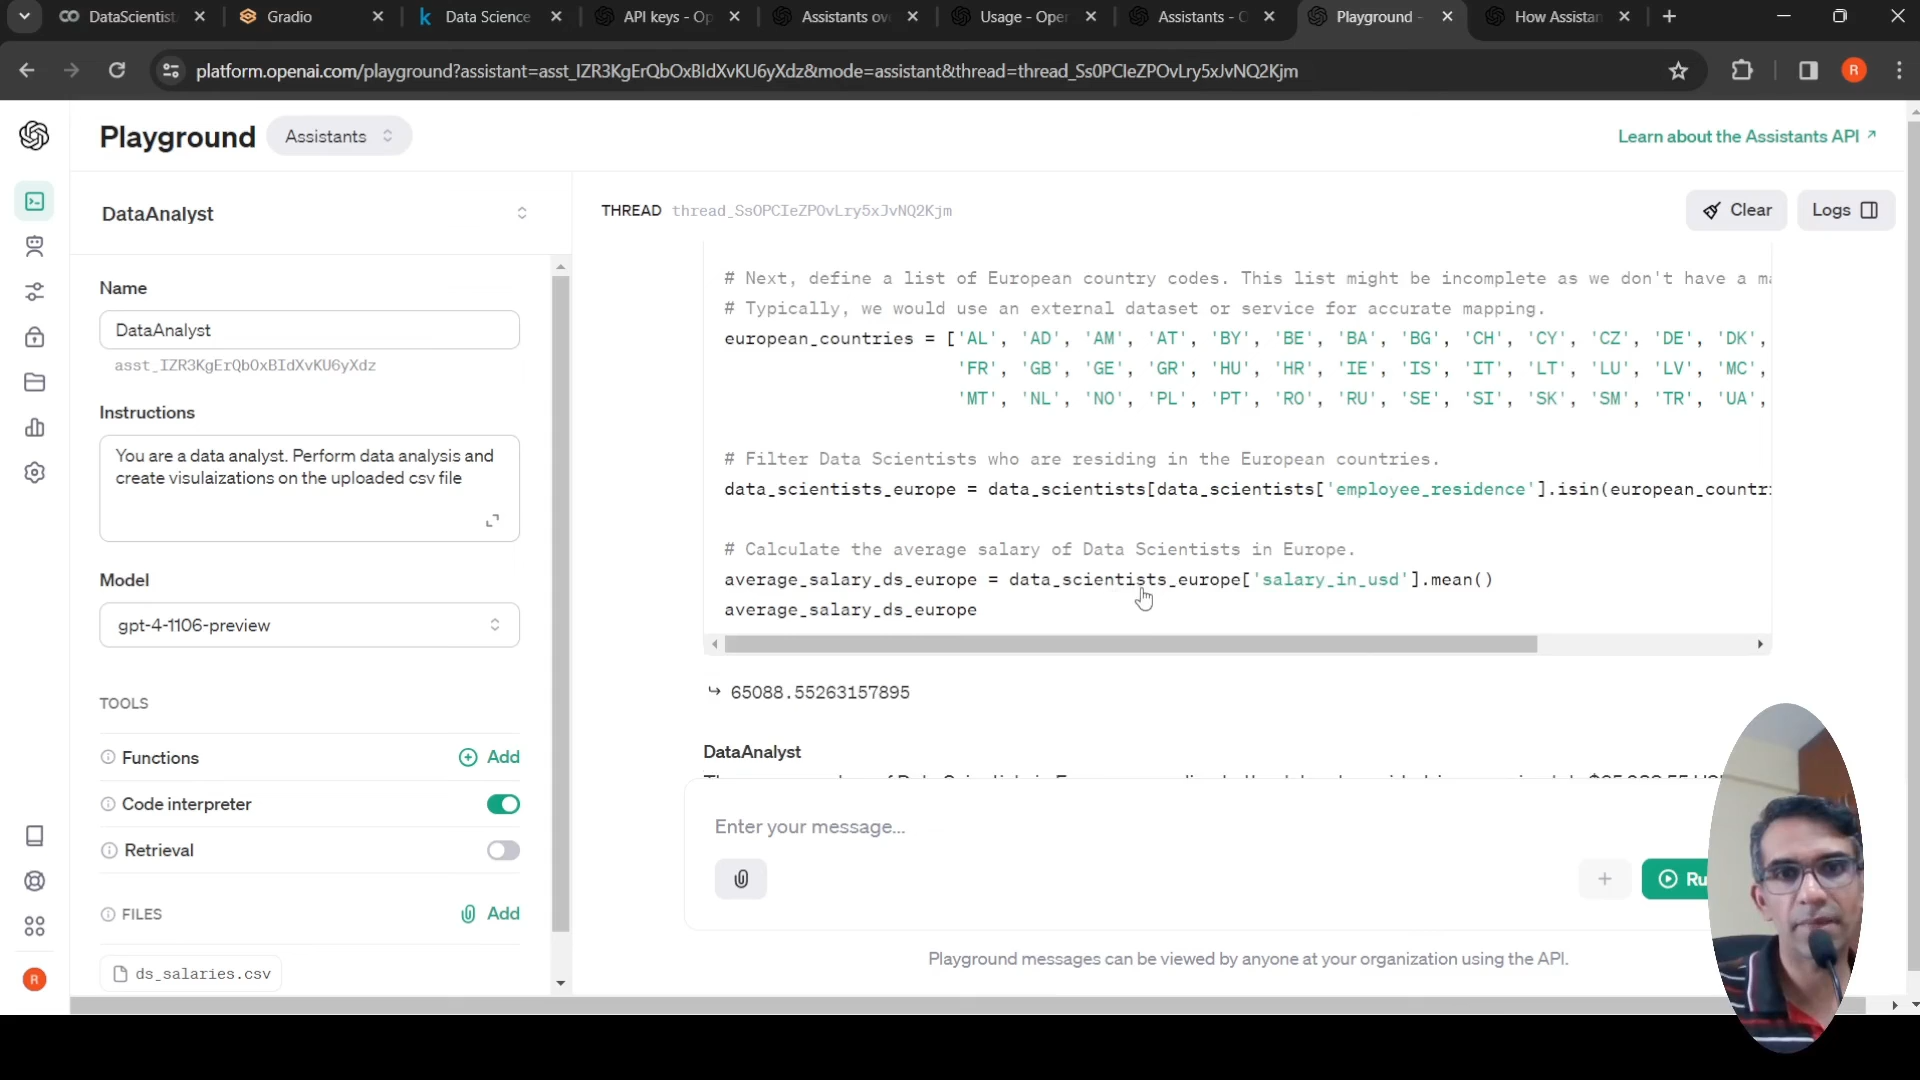 DataScientist
Gradio
Data Science
API keys - Op
Assistants ov
Usage - Oper
Assistants - O
Playground -
How Assistan
platform.openai.com/playground?assistant=asst_IZR3KgErQbOxBIdXvKU6yXdz&mode=assistant&thread=thread_Ss0PCIeZPOvLry5xJvNQ2Kjm
R
Playground
Assistants
Learn about the Assistants API
DataAnalyst
THREAD thread_Ss0PCIeZPOvLry5xJvNQ2Kjm
Clear
Logs
Name
DataAnalyst
asst_IZR3KgErQbOxBIdXvKU6yXdz
Instructions
You are a data analyst. Perform data analysis and
create visulaizations on the uploaded csv file
Model
gpt-4-1106-preview
TOOLS
Functions
Add
Code interpreter
Retrieval
FILES
Add
ds_salaries.csv
R
# Next, define a list of European country codes. This list might be incomplete as we don't have a ma
# Typically, we would use an external dataset or service for accurate mapping.
european_countries = ['AL', 'AD', 'AM', 'AT', 'BY', 'BE', 'BA', 'BG', 'CH', 'CY', 'CZ', 'DE', 'DK',
'FR', 'GB', 'GE', 'GR', 'HU', 'HR', 'IE', 'IS', 'IT', 'LT', 'LU', 'LV', 'MC',
'MT', 'NL', 'NO', 'PL', 'PT', 'RO', 'RU', 'SE', 'SI', 'SK', 'SM', 'TR', 'UA',
# Filter Data Scientists who are residing in the European countries.
data_scientists_europe = data_scientists[data_scientists['employee_residence'].isin(european_countri
# Calculate the average salary of Data Scientists in Europe.
average_salary_ds_europe = data_scientists_europe['salary_in_usd'].mean()
average_salary_ds_europe
65088.55263157895
DataAnalyst
Enter your message...
Ru
Playground messages can be viewed by anyone at your organization using the API.